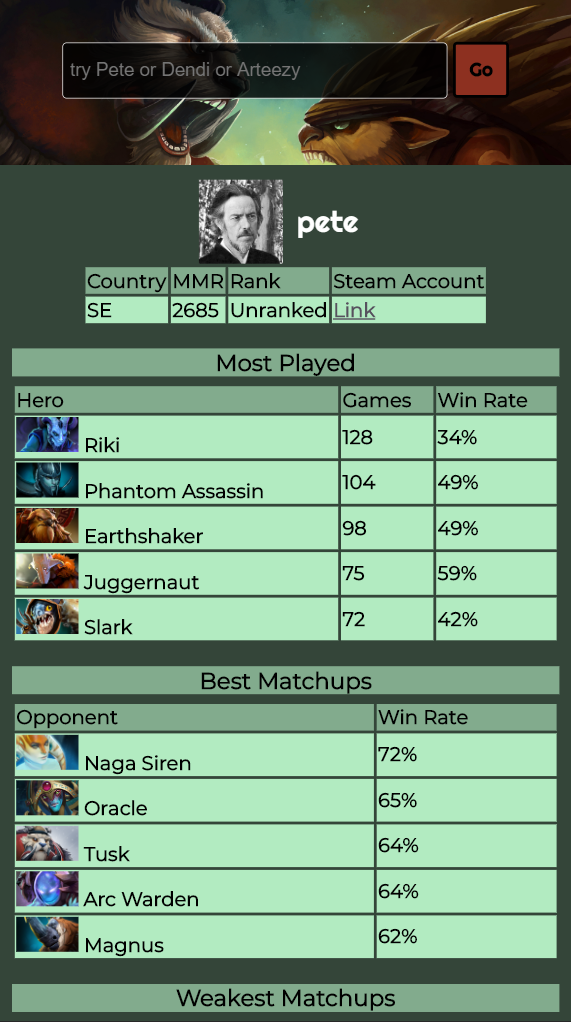 try Pete or Dendi or Arteezy Go
pete
Country MMR Rank Steam Account
SE 2685 Unranked Link
Most Played
Hero Games Win Rate
Riki 128 34%
Phantom Assassin 104 49%
Earthshaker 98 49%
Juggernaut 75 59%
Slark 72 42%
Best Matchups
Opponent Win Rate
Naga Siren 72%
Oracle 65%
Tusk 64%
Arc Warden 64%
Magnus 62%
Weakest Matchups